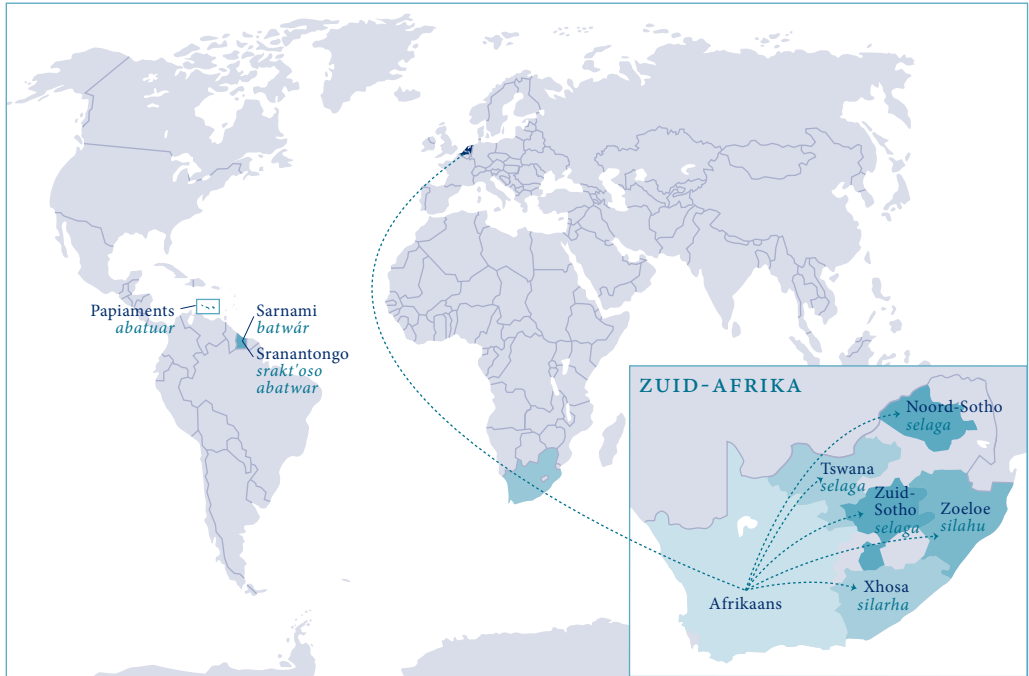 Papiaments
abatuar
Sarnami
batwár
Sranantongo
srakt'oso
abatwar
ZUID-AFRIKA
Noord-Sotho
selaga
Tswana
selaga
Zuid-
Sotho
selaga
Zoeloe
silahu
Xhosa
silarha
Afrikaans